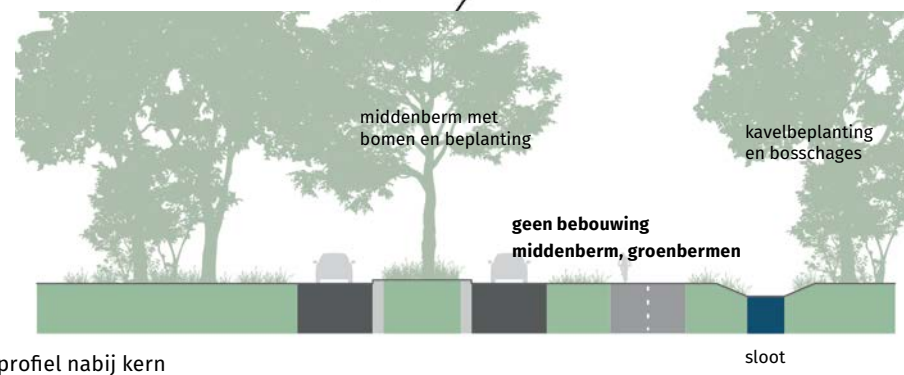 middenberm met
bomen en beplanting
kavelbeplanting
en bosschages
geen bebouwing
middenberm, groenbermen
sloot
profiel nabij kern